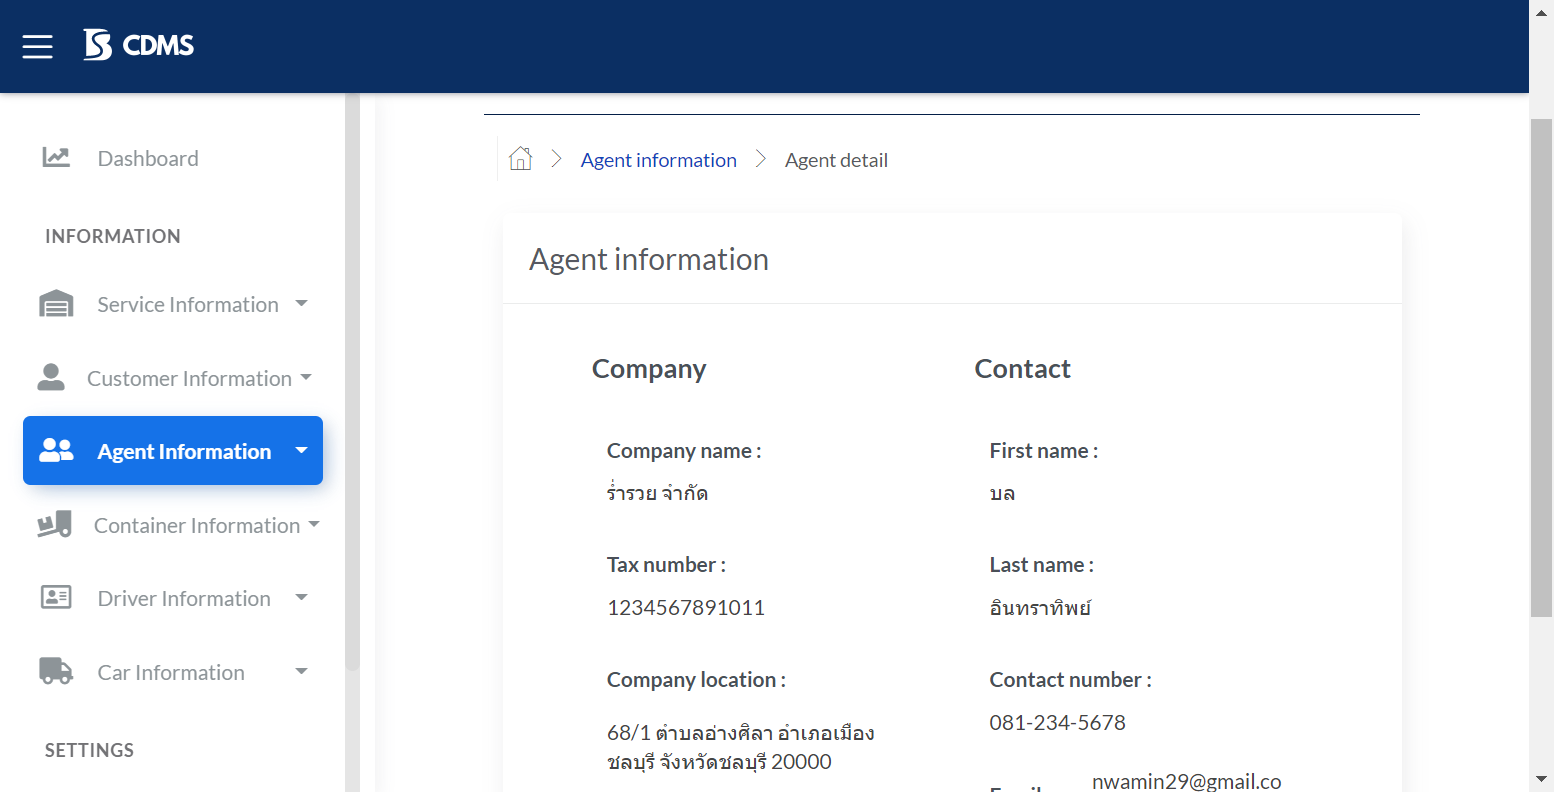 CDMS
Dashboard
INFORMATION
Service Information
Customer Information
Agent Information
Container Information
Driver Information
Car Information
SETTINGS
Agent information
Agent detail
Agent information
Company
Company name :
ร่ำรวย จำกัด
Tax number :
1234567891011
Company location :
68/1 ตำบลอ่างศิลา อำเภอเมือง
ชลบุรี จังหวัดชลบุรี 20000
Contact
First name :
บล
Last name :
อินทราทิพย์
Contact number :
081-234-5678
nwamin29@gmail.co